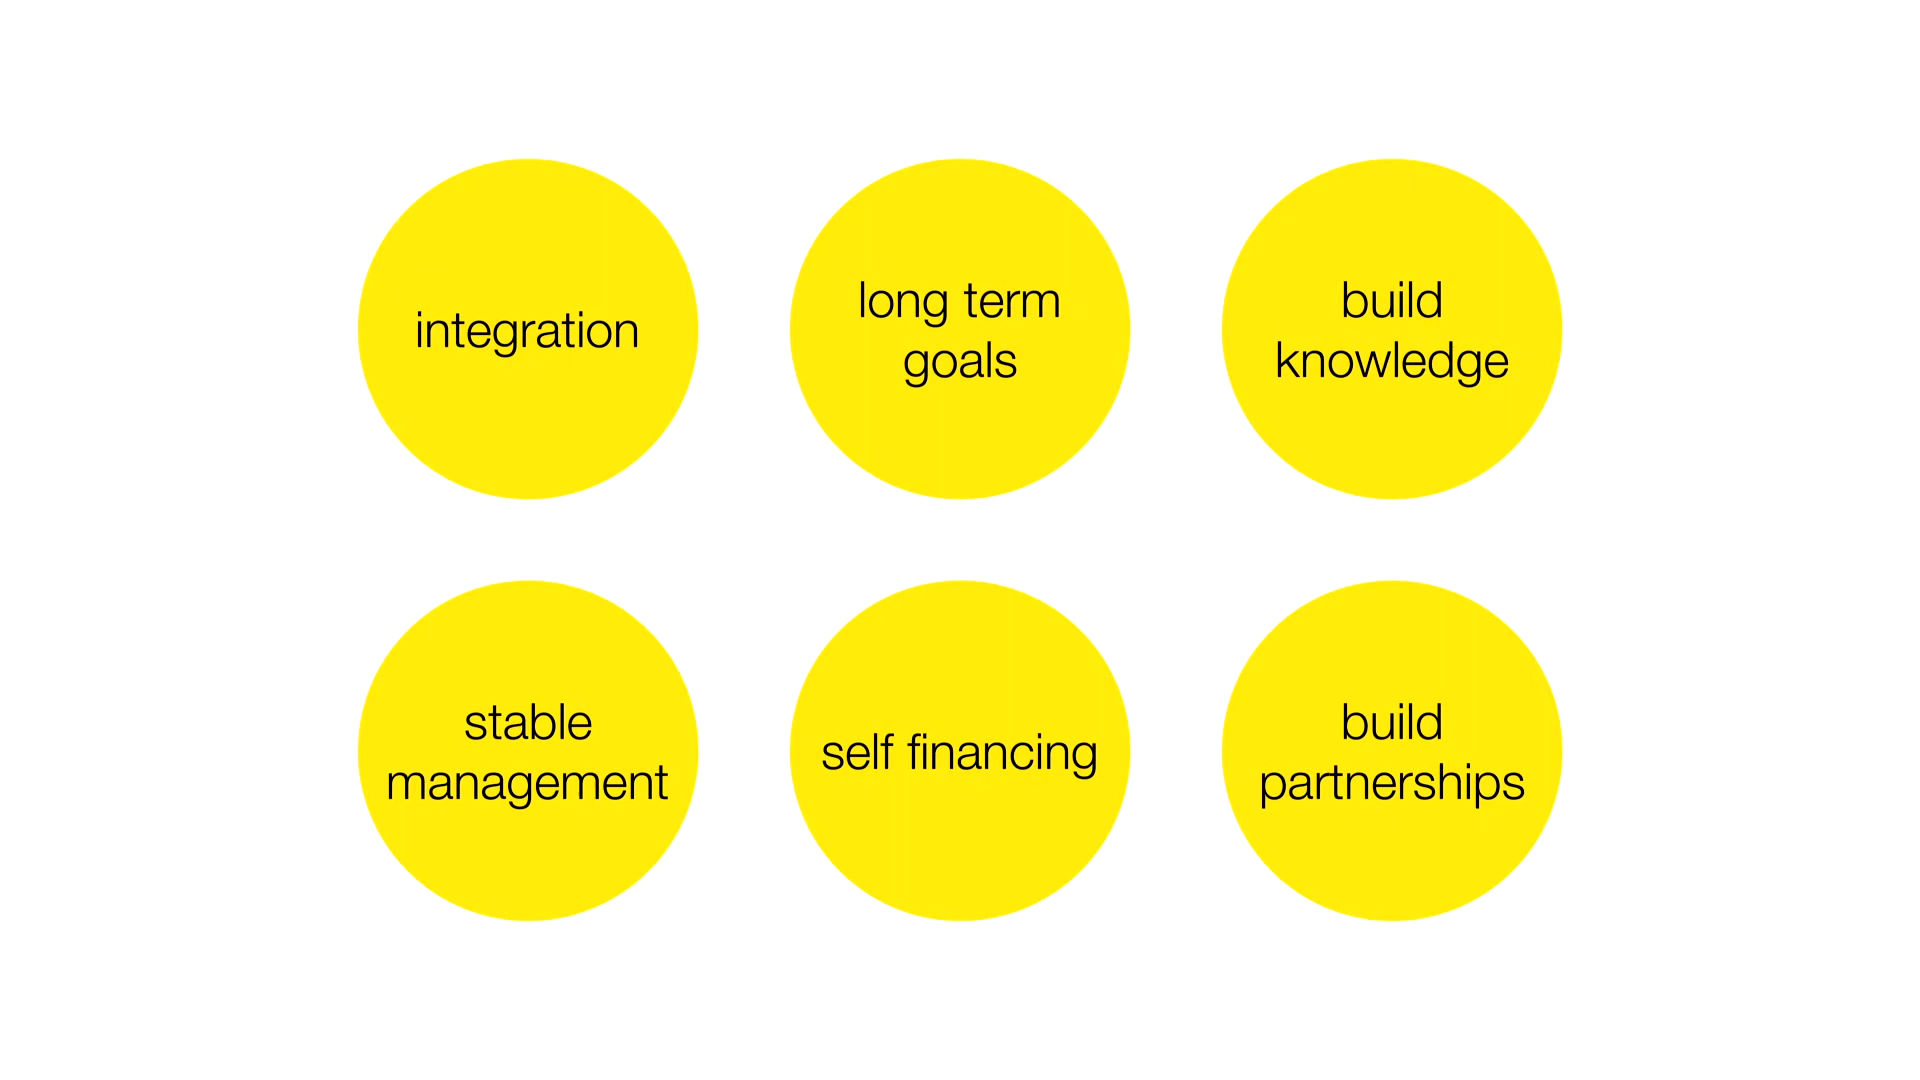 integration
long term
goals
build
knowledge
stable
management
self financing
build
partnerships